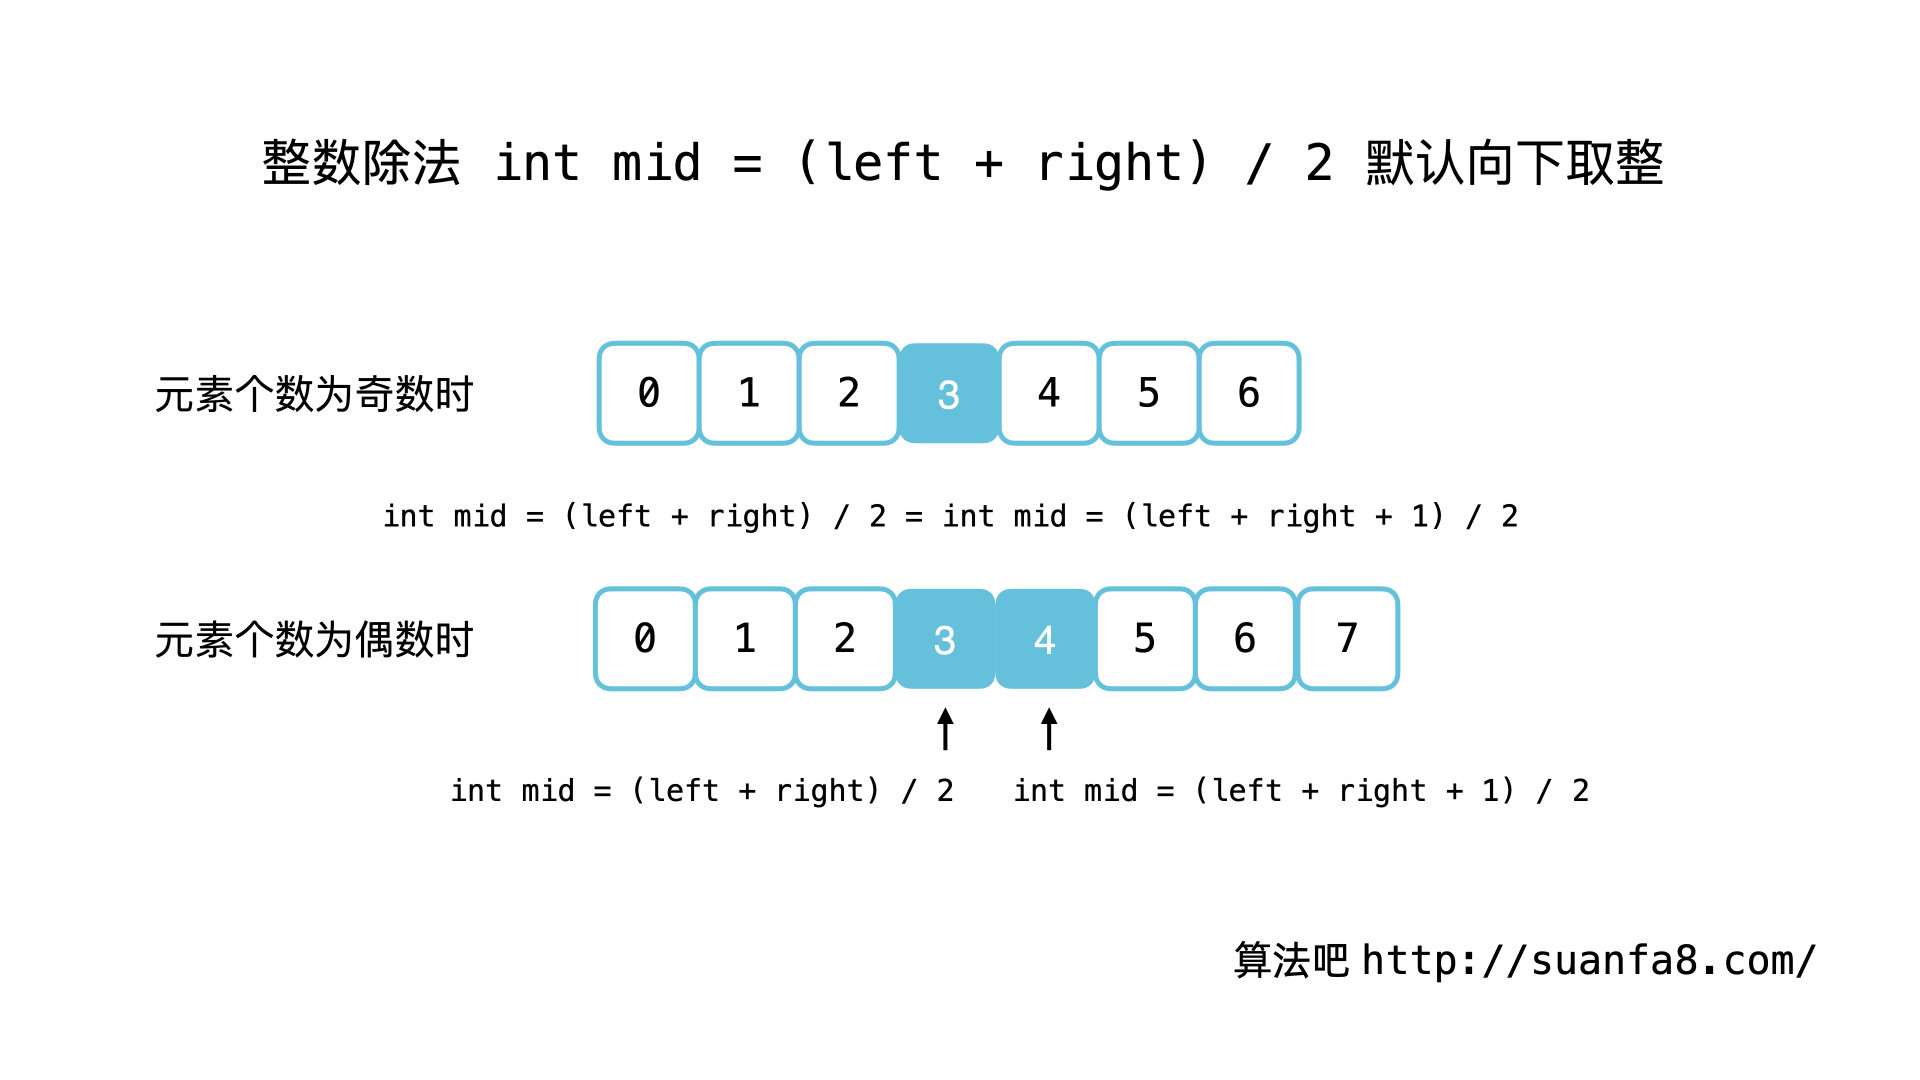 整数除法 int mid = (left + right) / 2 默认向下取整
元素个数为奇数时 0 1 2 3 4 5 6
int mid = (left + right) / 2 = int mid = (left + right + 1) / 2
元素个数为偶数时 0 1 2 3 4 5 6 7
int mid = (left + right) / 2 int mid = (left + right + 1) / 2
算法吧 http://suanfa8.com/